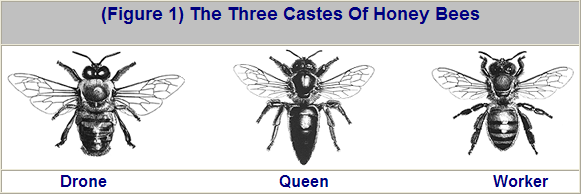 (Figure 1) The Three Castes Of Honey Bees
Drone Queen Worker